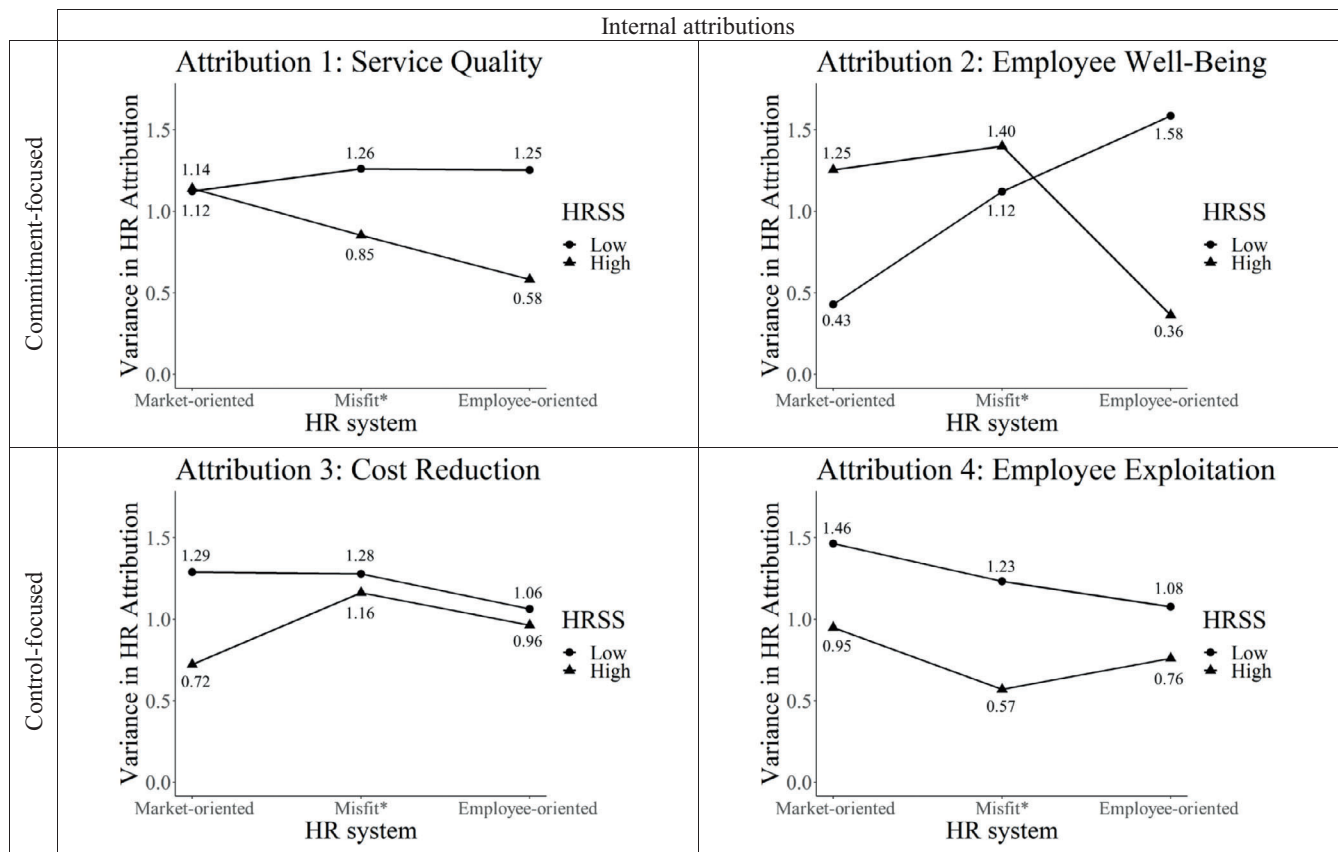 Internal attributions
Commitment-focused
Attribution 1: Service Quality
Variance in HR Attribution
1.5
1.0
0.5
0.0
1.14
1.12
1.26
0.85
1.25
0.58
HRSS
Low
High
Market-oriented
Misfit*
Employee-oriented
HR system
Attribution 2: Employee Well-Being
Variance in HR Attribution
1.5
1.0
0.5
0.0
1.25
0.43
1.40
1.12
1.58
0.36
HRSS
Low
High
Market-oriented
Misfit*
Employee-oriented
HR system
Control-focused
Attribution 3: Cost Reduction
Variance in HR Attribution
1.5
1.0
0.5
0.0
1.29
0.72
1.28
1.16
1.06
0.96
HRSS
Low
High
Market-oriented
Misfit*
Employee-oriented
HR system
Attribution 4: Employee Exploitation
Variance in HR Attribution
1.5
1.0
0.5
0.0
1.46
0.95
1.23
0.57
1.08
0.76
HRSS
Low
High
Market-oriented
Misfit*
Employee-oriented
HR system